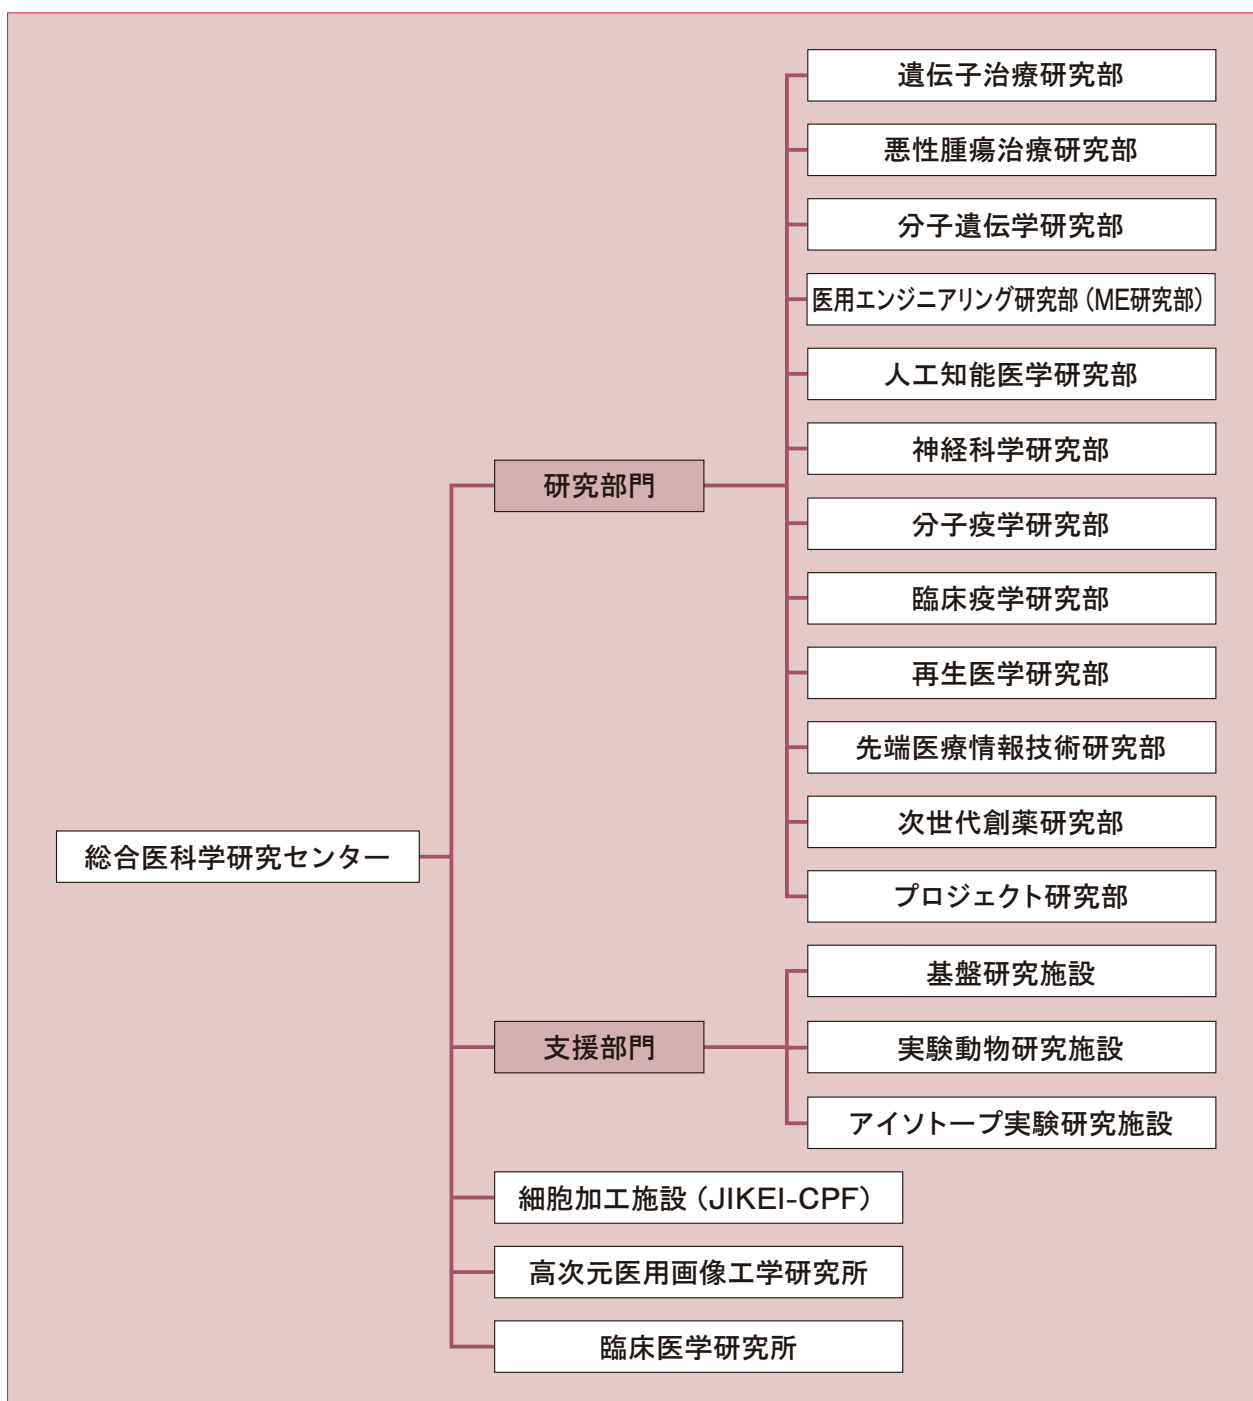 総合医科学研究センター
研究部門
遺伝子治療研究部
悪性腫瘍治療研究部
分子遺伝学研究部
医用エンジニアリング研究部（ME研究部）
人工知能医学研究部
神経科学研究部
分子疫学研究部
臨床疫学研究部
再生医学研究部
先端医療情報技術研究部
次世代創薬研究部
プロジェクト研究部
支援部門
基盤研究施設
実験動物研究施設
アイソトープ実験研究施設
細胞加工施設（JIKEI-CPF）
高次元医用画像工学研究所
臨床医学研究所